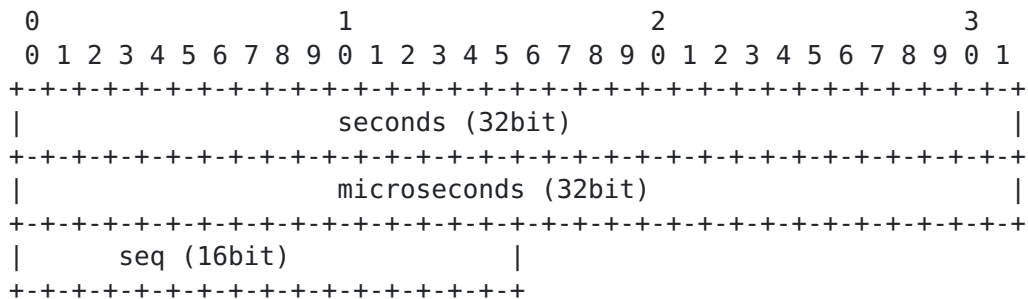 0                   1                   2                   3
 0 1 2 3 4 5 6 7 8 9 0 1 2 3 4 5 6 7 8 9 0 1 2 3 4 5 6 7 8 9 0 1
+-+-+-+-+-+-+-+-+-+-+-+-+-+-+-+-+-+-+-+-+-+-+-+-+-+-+-+-+-+-+-+-+
|                    seconds (32bit)                            |
+-+-+-+-+-+-+-+-+-+-+-+-+-+-+-+-+-+-+-+-+-+-+-+-+-+-+-+-+-+-+-+-+
|                    microseconds (32bit)                       |
+-+-+-+-+-+-+-+-+-+-+-+-+-+-+-+-+-+-+-+-+-+-+-+-+-+-+-+-+-+-+-+-+
|      seq (16bit)              |
+-+-+-+-+-+-+-+-+-+-+-+-+-+-+-+-+